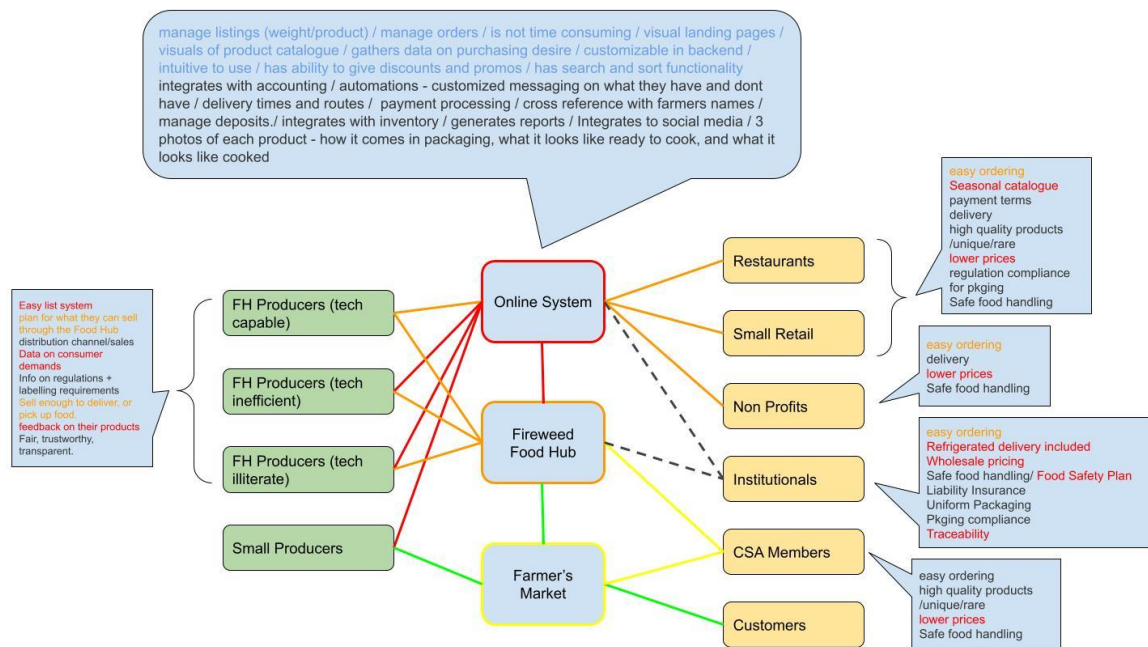 manage listings (weight/product) / manage orders / is not time consuming / visual landing pages /
visuals of product catalogue / gathers data on purchasing desire / customizable in backend /
intuitive to use / has ability to give discounts and promos / has search and sort functionality
integrates with accounting / automations - customized messaging on what they have and dont
have / delivery times and routes / payment processing / cross reference with farmers names /
manage deposits./ integrates with inventory / generates reports / Integrates to social media / 3
photos of each product - how it comes in packaging, what it looks like ready to cook, and what it
looks like cooked
Easy list system
plan for what they can sell
through the Food Hub
distribution channel/sales
Data on consumer
demands
Info on regulations +
labelling requirements
Sell enough to deliver, or
pick up food.
feedback on their products
Fair, trustworthy,
transparent.
FH Producers (tech
capable)
FH Producers (tech
inefficient)
FH Producers (tech
illiterate)
Small Producers
Online System
Fireweed
Food Hub
Farmer's
Market
Restaurants
Small Retail
Non Profits
Institutionals
CSA Members
Customers
easy ordering
Seasonal catalogue
payment terms
delivery
high quality products
/unique/rare
lower prices
regulation compliance
for pkging
Safe food handling
easy ordering
delivery
lower prices
Safe food handling
easy ordering
Refrigerated delivery included
Wholesale pricing
Safe food handling/ Food Safety Plan
Liability Insurance
Uniform Packaging
Pkging compliance
Traceability
easy ordering
high quality products
/unique/rare
lower prices
Safe food handling